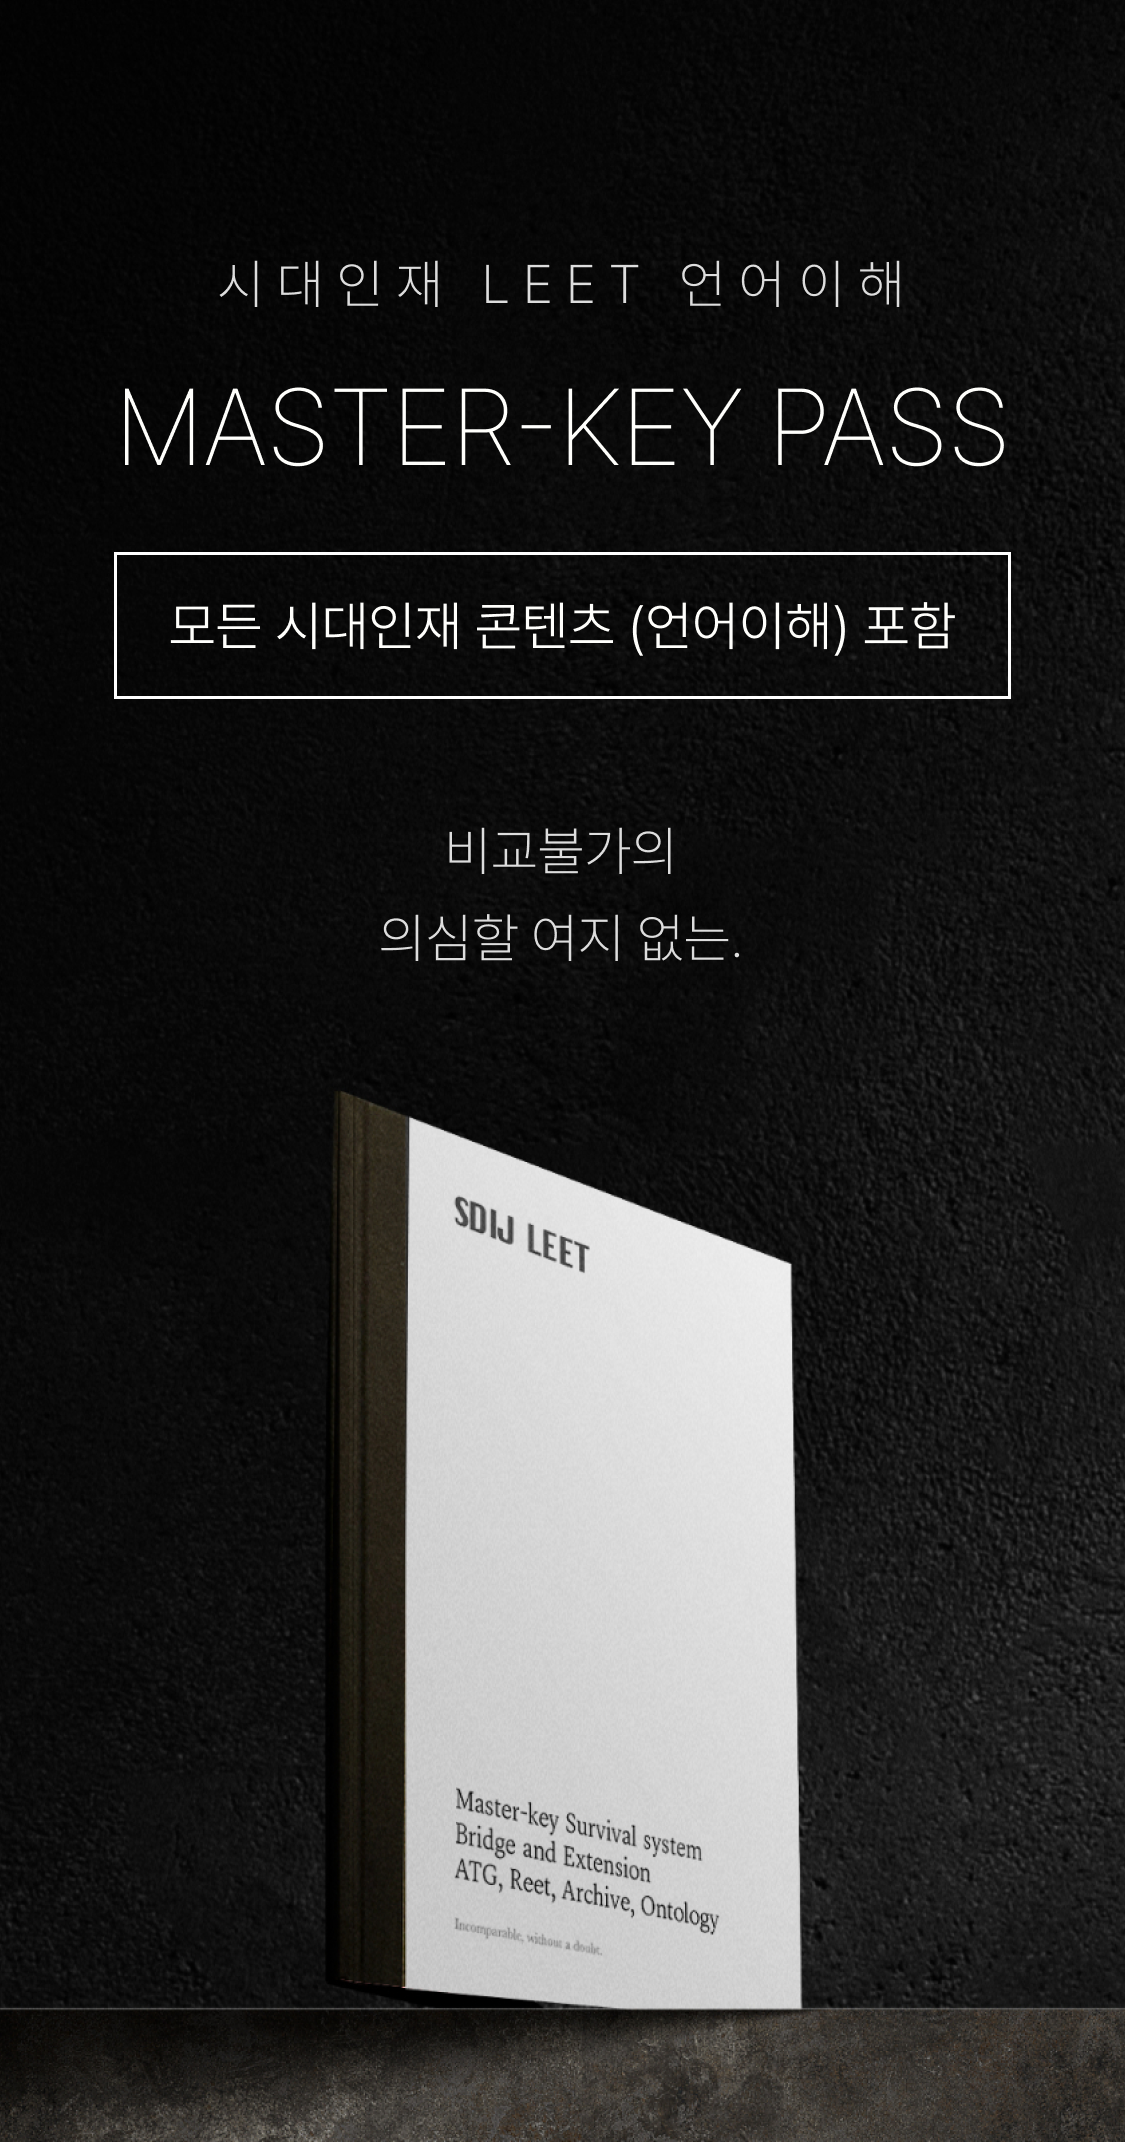 시대인재 LEET 언어이해
MASTER-KEY PASS
모든 시대인재 콘텐츠 (언어이해) 포함
비교불가의
의심할 여지 없는.
SDIJ LEET
Master-key Survival system
Bridge and Extension
ATG, Reet, Archive, Ontology
Incomparable, without a doubt.